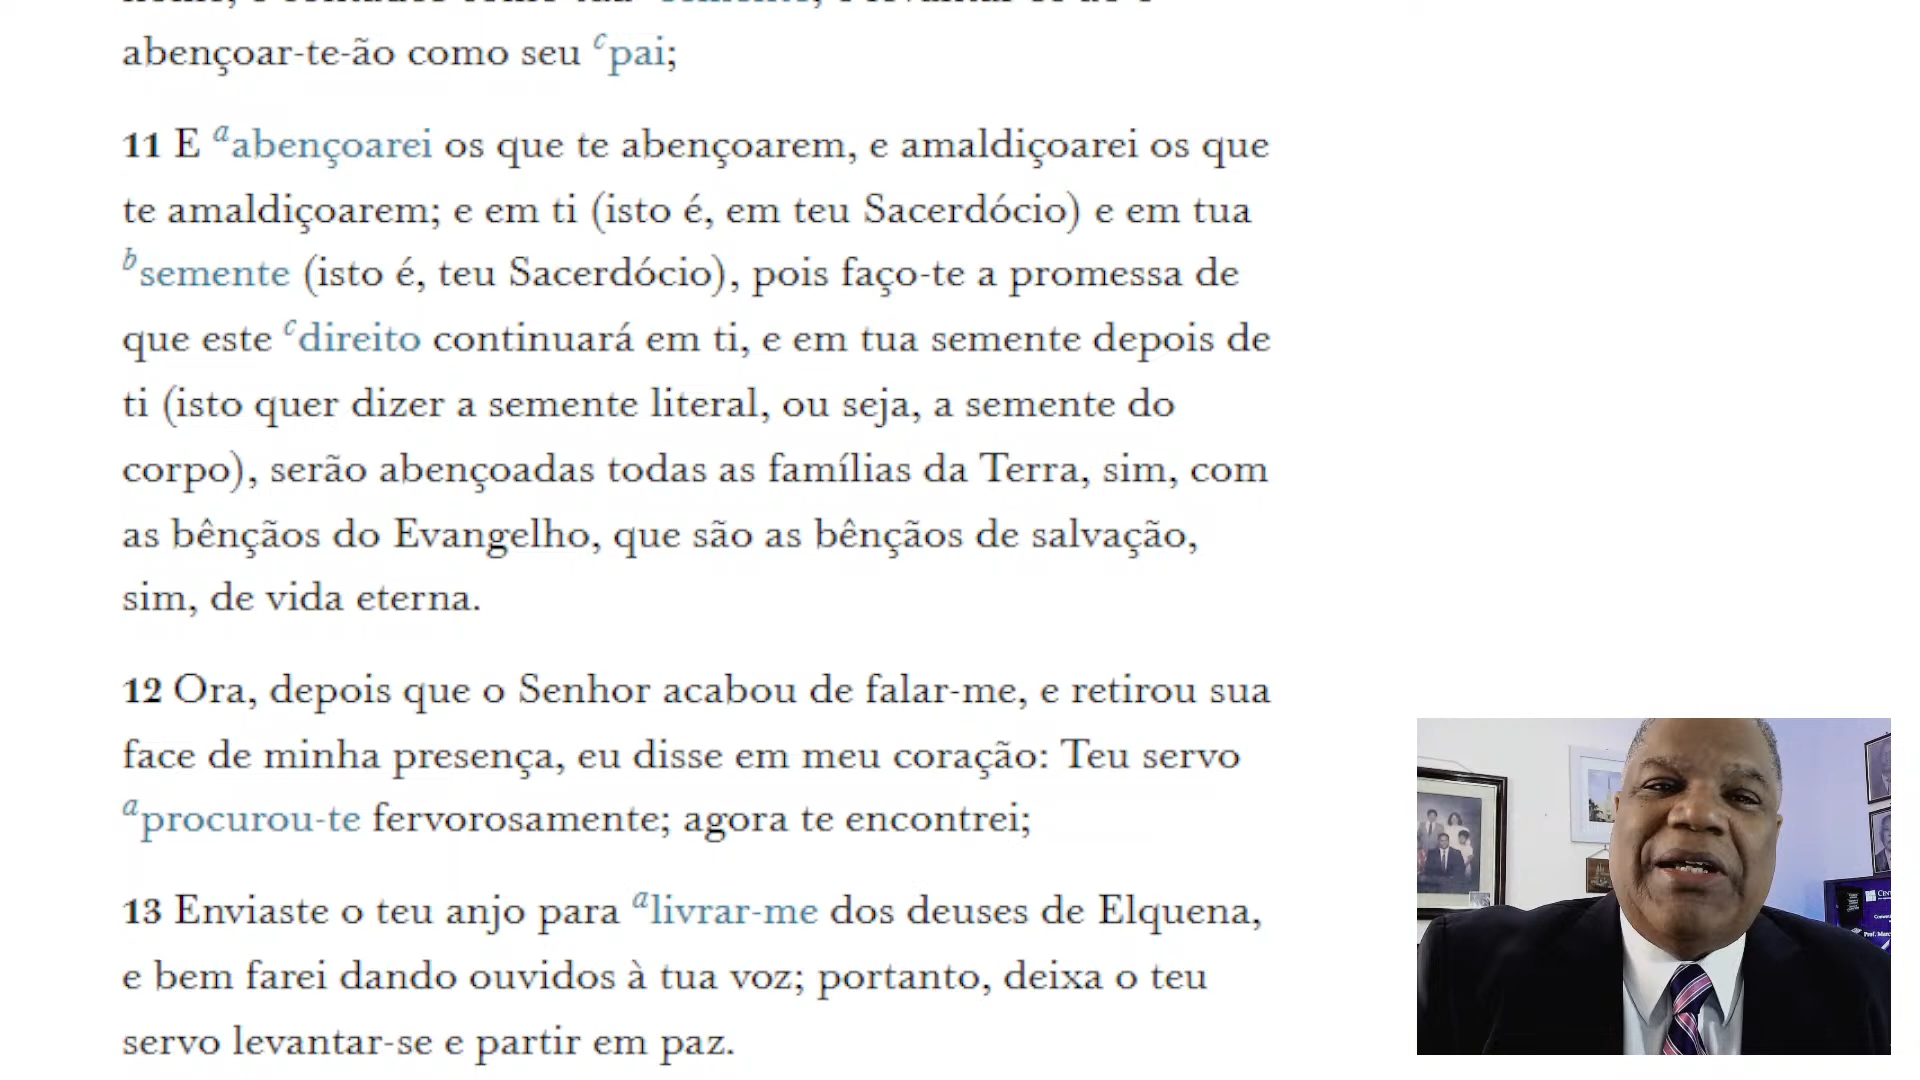 abençoar-te-ão como seu c pai;
11 E a abençoarei os que te abençoarem, e amaldiçoarei os que
te amaldiçoarem; e em ti (isto é, em teu Sacerdócio) e em tua
b semente (isto é, teu Sacerdócio), pois faço-te a promessa de
que este c direito continuará em ti, e em tua semente depois de
ti (isto quer dizer a semente literal, ou seja, a semente do
corpo), serão abençoadas todas as famílias da Terra, sim, com
as bênçãos do Evangelho, que são as bênçãos de salvação,
sim, de vida eterna.
12 Ora, depois que o Senhor acabou de falar-me, e retirou sua
face de minha presença, eu disse em meu coração: Teu servo
a procurou-te fervorosamente; agora te encontrei;
13 Enviaste o teu anjo para a livrar-me dos deuses de Elquena,
e bem farei dando ouvidos à tua voz; portanto, deixa o teu
servo levantar-se e partir em paz.